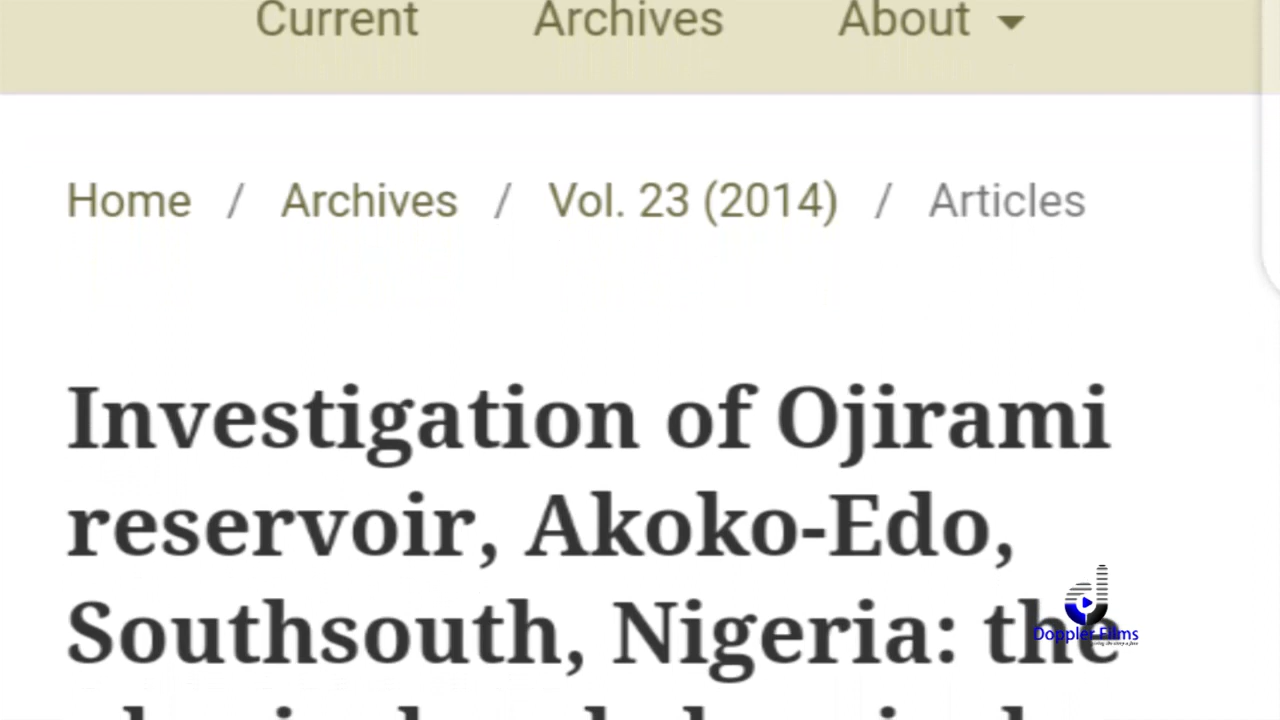 Current Archives About
Home / Archives / Vol. 23 (2014) / Articles
Investigation of Ojirami
reservoir, Akoko-Edo,
Southsouth, Nigeria: the
Doppler Films